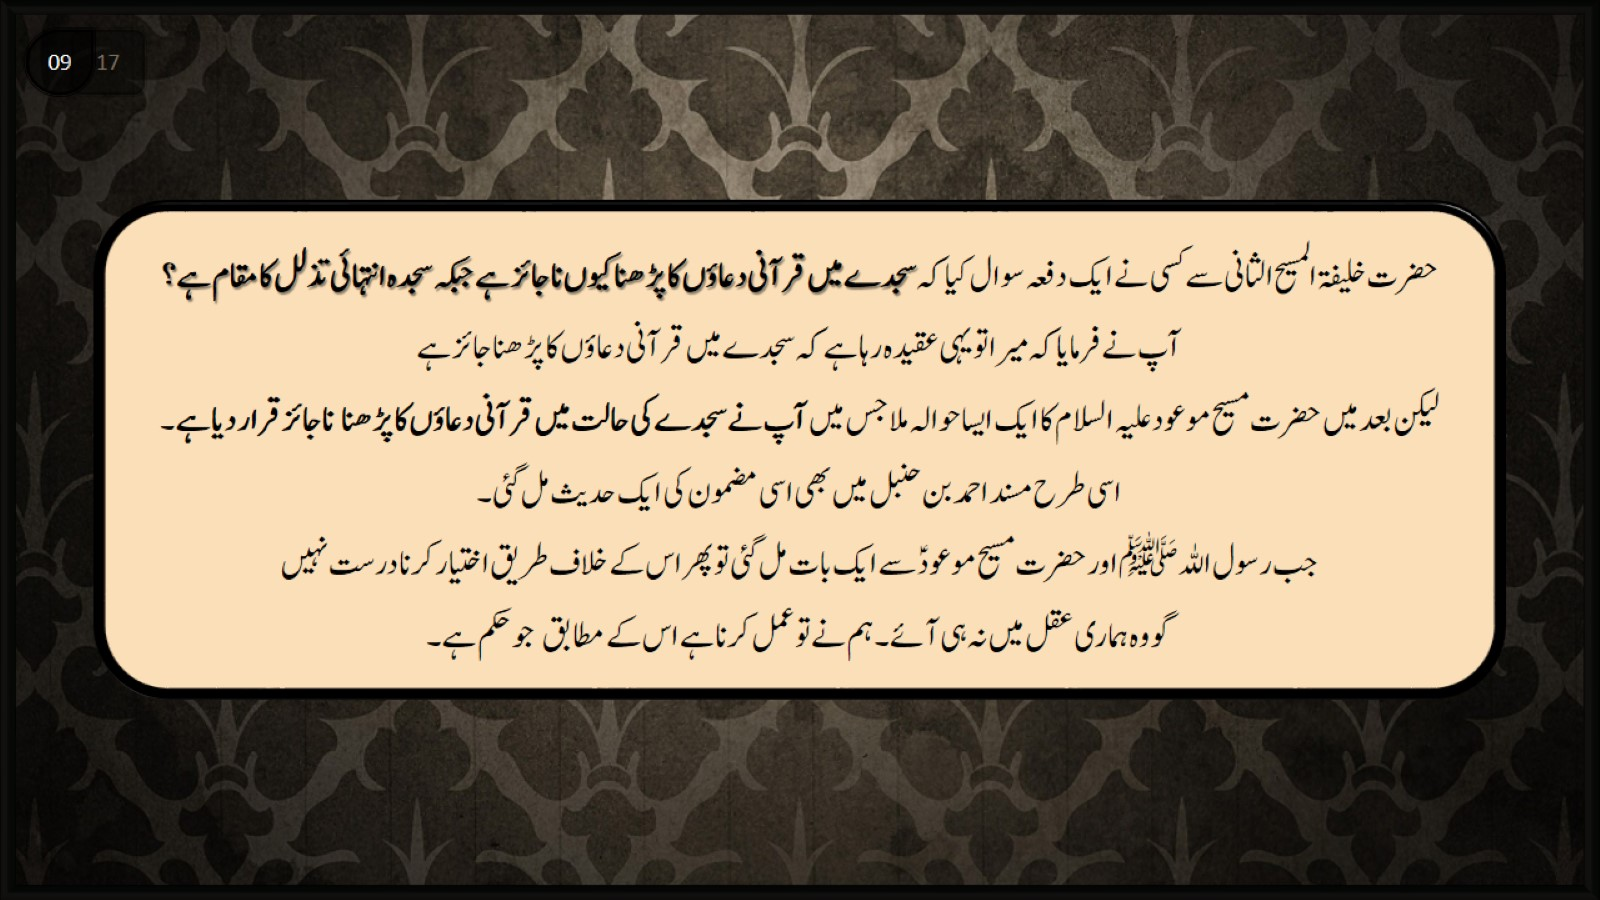 09 17
حضرت خلیفۃ المسیح الثانی سے کسی نے ایک دفعہ سوال کیا کہ سجدے میں قرآنی دعاؤں کا پڑھنا کیوں ناجائز ہے جبکہ سجدہ انتہائی تذلل کا مقام ہے؟
آپ نے فرمایا کہ میرا تو یہی عقیدہ رہا ہے کہ سجدے میں قرآنی دعاؤں کا پڑھنا جائز ہے
لیکن بعد میں حضرت مسیح موعود علیہ السلام کا ایک ایسا حوالہ ملا جس میں آپ نے سجدے کی حالت میں قرآنی دعاؤں کا پڑھنا ناجائز قرار دیا ہے۔
اسی طرح مسند احمد بن حنبل میں بھی اسی مضمون کی ایک حدیث مل گئی۔
جب رسول اللہ ﷺ اور حضرت مسیح موعودؑ سے ایک بات مل گئی تو پھر اس کے خلاف طریق اختیار کرنا درست نہیں
گو وہ ہماری عقل میں نہ ہی آئے۔ ہم نے تو عمل کرنا ہے اس کے مطابق جو حکم ہے۔